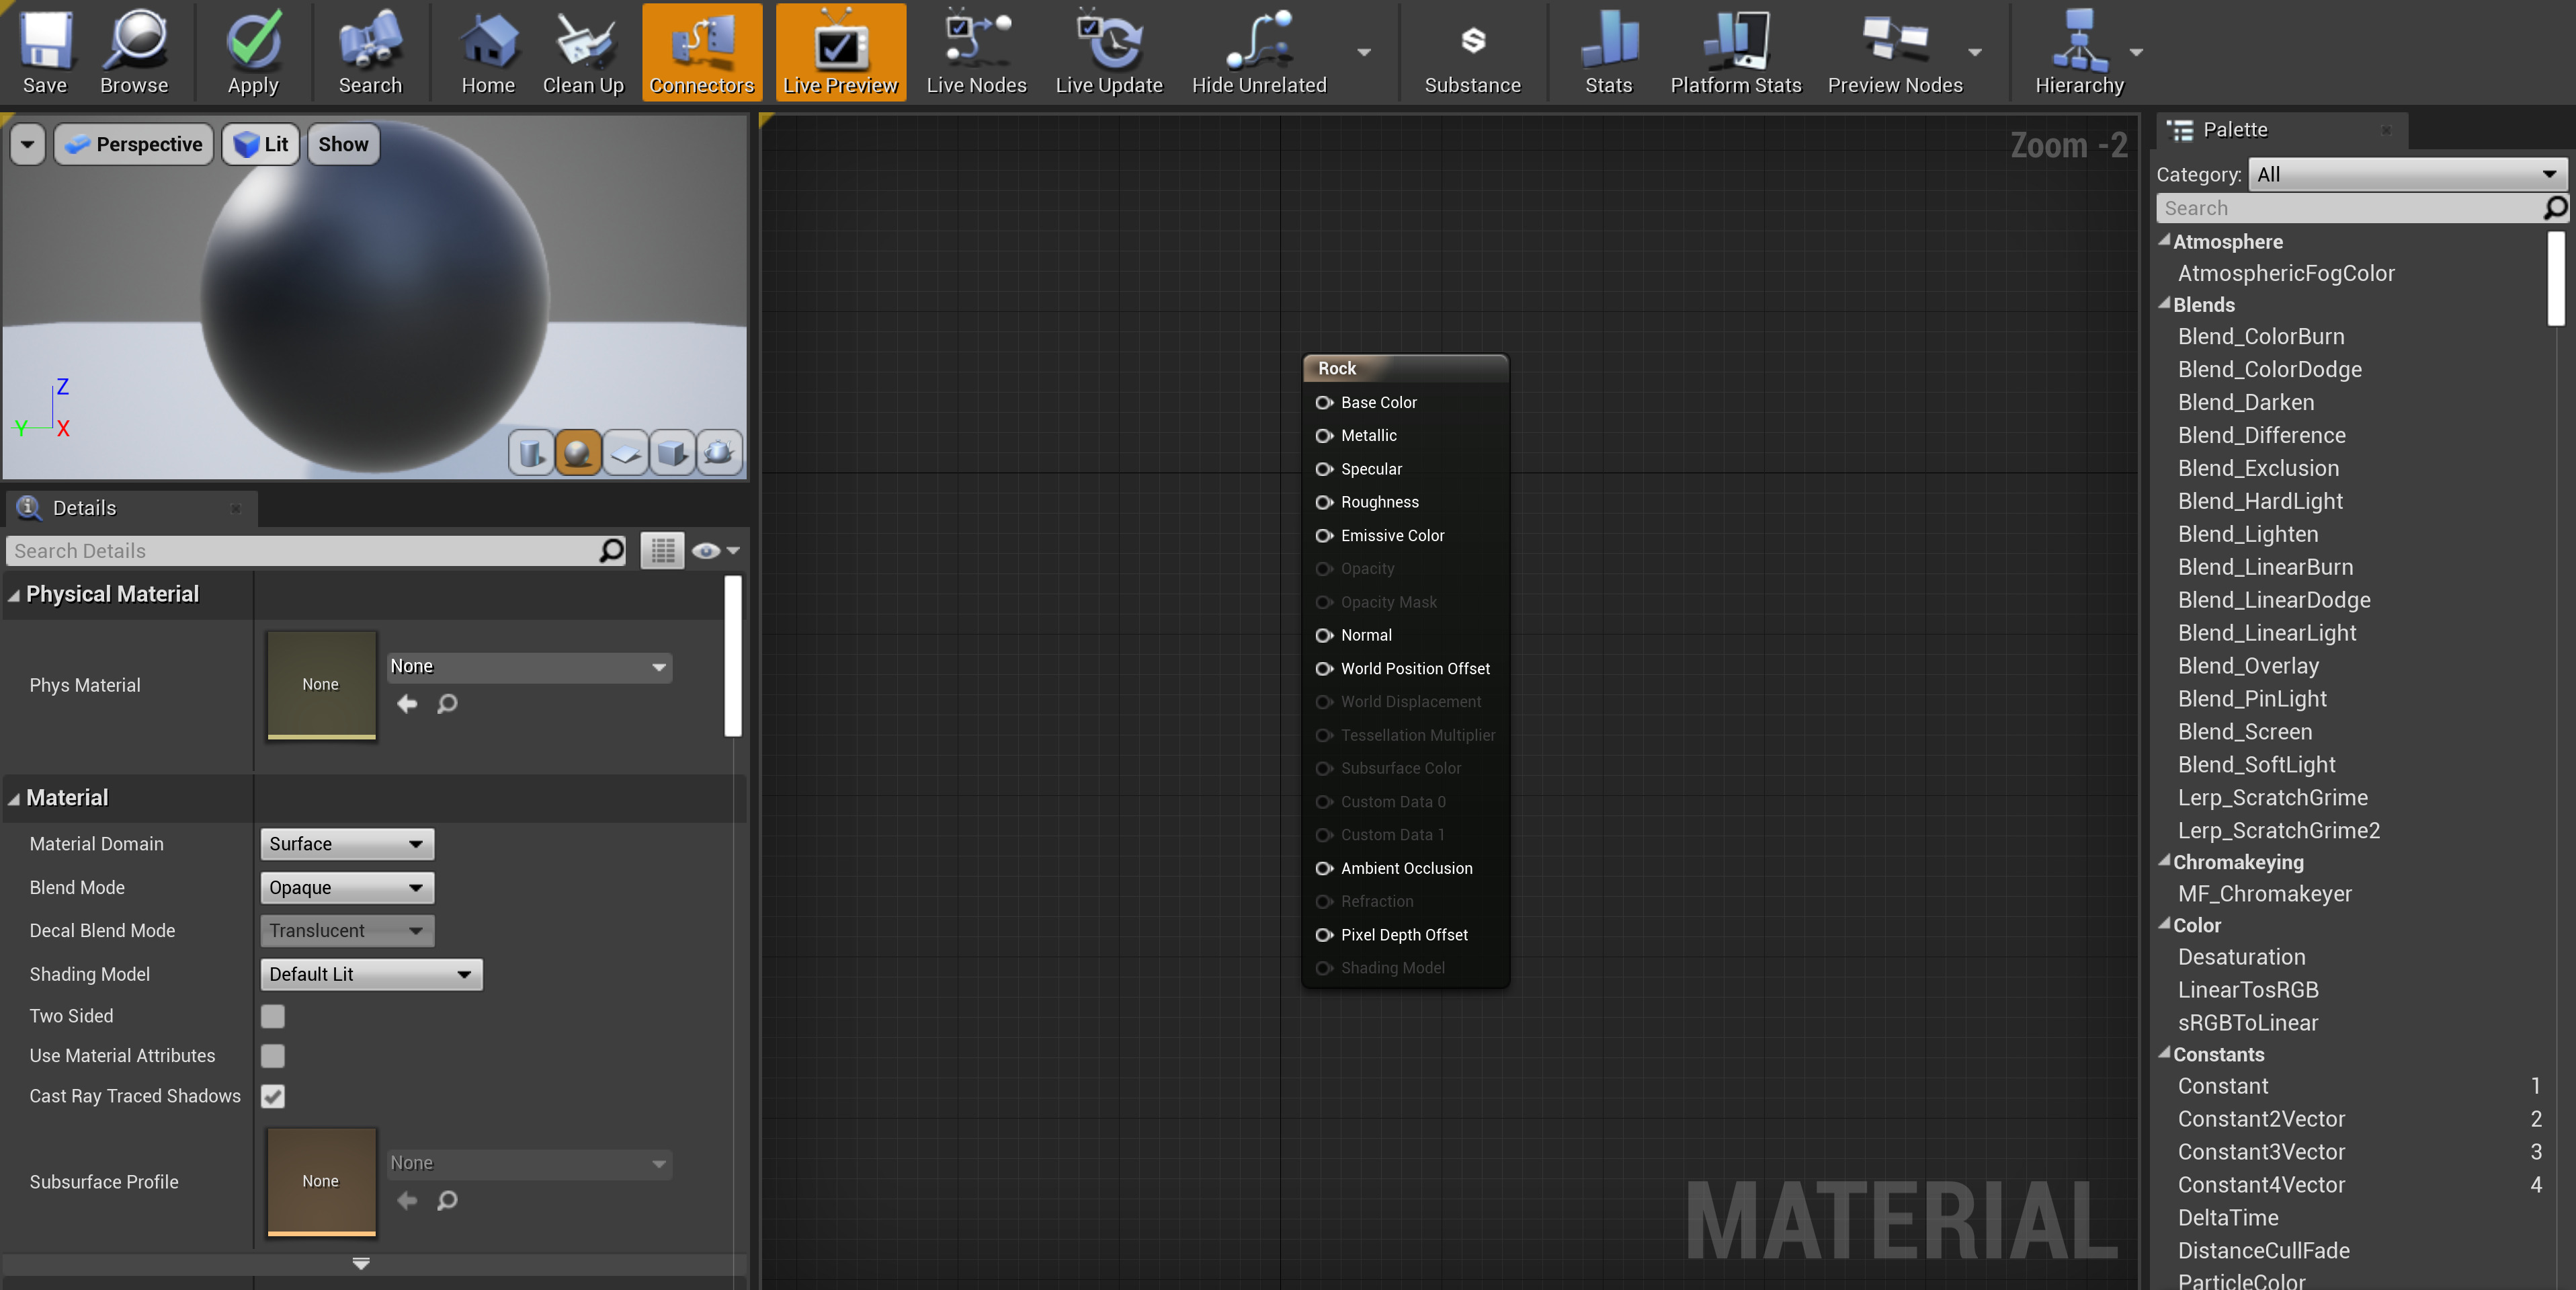 Save Browse Apply Search Home Clean Up Connectors Live Preview Live Nodes Live Update Hide Unrelated Substance Stats Platform Stats Preview Nodes Hierarchy
Perspective Lit Show
Z
Y X
Details
Search Details
Physical Material
Phys Material
None
None
Material
Material Domain Surface
Blend Mode Opaque
Decal Blend Mode Translucent
Shading Model Default Lit
Two Sided
Use Material Attributes
Cast Ray Traced Shadows
Subsurface Profile
None
None
Zoom -2
Rock
Base Color
Metallic
Specular
Roughness
Emissive Color
Opacity
Opacity Mask
Normal
World Position Offset
World Displacement
Tessellation Multiplier
Subsurface Color
Custom Data 0
Custom Data 1
Ambient Occlusion
Refraction
Pixel Depth Offset
Shading Model
MATERIAL
Palette
Category: All
Search
Atmosphere
AtmosphericFogColor
Blends
Blend_ColorBurn
Blend_ColorDodge
Blend_Darken
Blend_Difference
Blend_Exclusion
Blend_HardLight
Blend_Lighten
Blend_LinearBurn
Blend_LinearDodge
Blend_LinearLight
Blend_Overlay
Blend_PinLight
Blend_Screen
Blend_SoftLight
Lerp_ScratchGrime
Lerp_ScratchGrime2
Chromakeying
MF_Chromakeyer
Color
Desaturation
LinearTosRGB
sRGBToLinear
Constants
Constant 1
Constant2Vector 2
Constant3Vector 3
Constant4Vector 4
DeltaTime
DistanceCullFade
ParticleColor